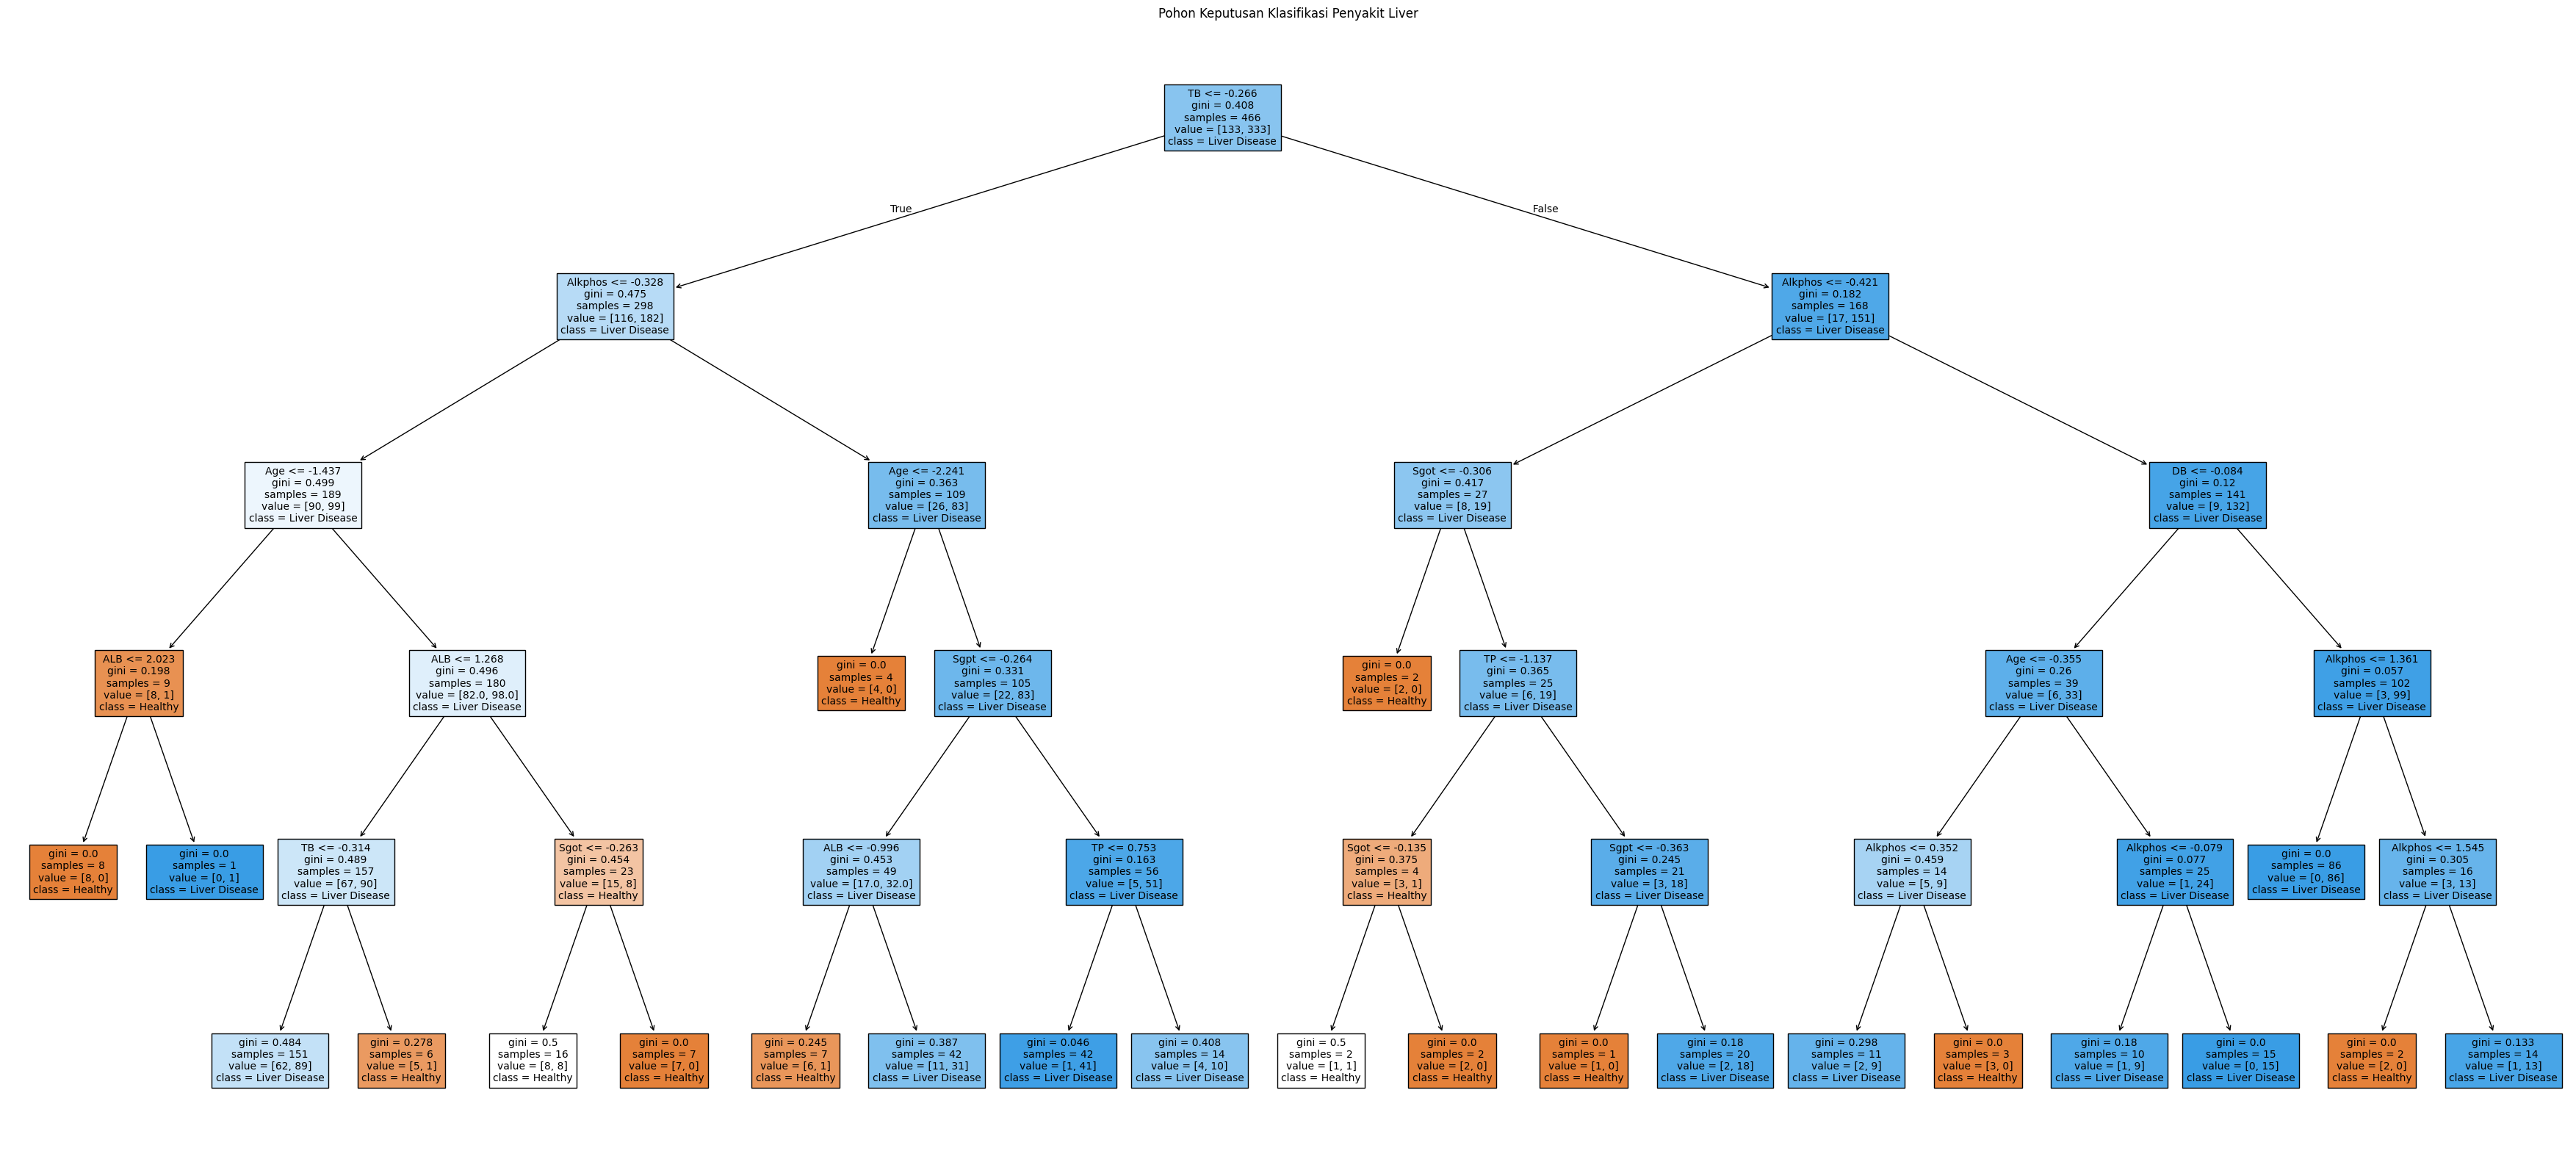 Pohon Keputusan Klasifikasi Penyakit Liver
TB <= -0.266
gini = 0.408
samples = 466
value = [133, 333]
class = Liver Disease
True
False
Alkphos <= -0.328
gini = 0.475
samples = 298
value = [116, 182]
class = Liver Disease
Alkphos <= -0.421
gini = 0.182
samples = 168
value = [17, 151]
class = Liver Disease
Age <= -1.437
gini = 0.499
samples = 189
value = [90, 99]
class = Liver Disease
Age <= -2.241
gini = 0.363
samples = 109
value = [26, 83]
class = Liver Disease
Sgot <= -0.306
gini = 0.417
samples = 27
value = [8, 19]
class = Liver Disease
DB <= -0.084
gini = 0.12
samples = 141
value = [9, 132]
class = Liver Disease
ALB <= 2.023
gini = 0.198
samples = 9
value = [8, 1]
class = Healthy
ALB <= 1.268
gini = 0.496
samples = 180
value = [82.0, 98.0]
class = Liver Disease
gini = 0.0
samples = 4
value = [4, 0]
class = Healthy
Sgpt <= -0.264
gini = 0.331
samples = 105
value = [22, 83]
class = Liver Disease
gini = 0.0
samples = 2
value = [2, 0]
class = Healthy
TP <= -1.137
gini = 0.365
samples = 25
value = [6, 19]
class = Liver Disease
Age <= -0.355
gini = 0.26
samples = 39
value = [6, 33]
class = Liver Disease
Alkphos <= 1.361
gini = 0.057
samples = 102
value = [3, 99]
class = Liver Disease
gini = 0.0
samples = 8
value = [8, 0]
class = Healthy
gini = 0.0
samples = 1
value = [0, 1]
class = Liver Disease
TB <= -0.314
gini = 0.489
samples = 157
value = [67, 90]
class = Liver Disease
Sgot <= -0.263
gini = 0.454
samples = 23
value = [15, 8]
class = Healthy
ALB <= -0.996
gini = 0.453
samples = 49
value = [17.0, 32.0]
class = Liver Disease
TP <= 0.753
gini = 0.163
samples = 56
value = [5, 51]
class = Liver Disease
Sgot <= -0.135
gini = 0.375
samples = 4
value = [3, 1]
class = Healthy
Sgpt <= -0.363
gini = 0.245
samples = 21
value = [3, 18]
class = Liver Disease
Alkphos <= 0.352
gini = 0.459
samples = 14
value = [5, 9]
class = Liver Disease
Alkphos <= -0.079
gini = 0.077
samples = 25
value = [1, 24]
class = Liver Disease
gini = 0.0
samples = 86
value = [0, 86]
class = Liver Disease
Alkphos <= 1.545
gini = 0.305
samples = 16
value = [3, 13]
class = Liver Disease
gini = 0.484
samples = 151
value = [62, 89]
class = Liver Disease
gini = 0.278
samples = 6
value = [5, 1]
class = Healthy
gini = 0.5
samples = 16
value = [8, 8]
class = Healthy
gini = 0.0
samples = 7
value = [7, 0]
class = Healthy
gini = 0.245
samples = 7
value = [6, 1]
class = Healthy
gini = 0.387
samples = 42
value = [11, 31]
class = Liver Disease
gini = 0.046
samples = 42
value = [1, 41]
class = Liver Disease
gini = 0.408
samples = 14
value = [4, 10]
class = Liver Disease
gini = 0.5
samples = 2
value = [1, 1]
class = Healthy
gini = 0.0
samples = 2
value = [2, 0]
class = Healthy
gini = 0.0
samples = 1
value = [1, 0]
class = Healthy
gini = 0.18
samples = 20
value = [2, 18]
class = Liver Disease
gini = 0.298
samples = 11
value = [2, 9]
class = Liver Disease
gini = 0.0
samples = 3
value = [3, 0]
class = Healthy
gini = 0.18
samples = 10
value = [1, 9]
class = Liver Disease
gini = 0.0
samples = 15
value = [0, 15]
class = Liver Disease
gini = 0.0
samples = 2
value = [2, 0]
class = Healthy
gini = 0.133
samples = 14
value = [1, 13]
class = Liver Disease